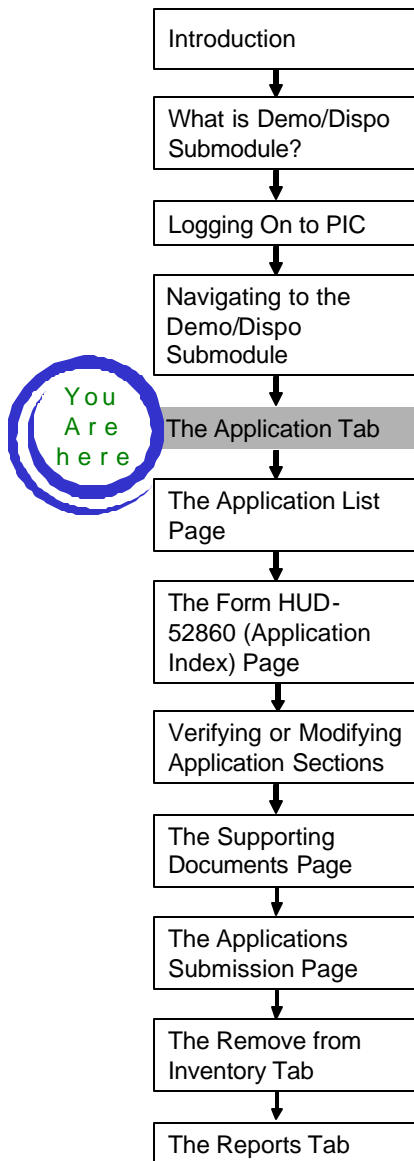 Introduction
What is Demo/Dispo
Submodule?
Logging On to PIC
Navigating to the
Demo/Dispo
Submodule
You
Are
here
The Application Tab
The Application List
Page
The Form HUD-
52860 (Application
Index) Page
Verifying or Modifying
Application Sections
The Supporting
Documents Page
The Applications
Submission Page
The Remove from
Inventory Tab
The Reports Tab